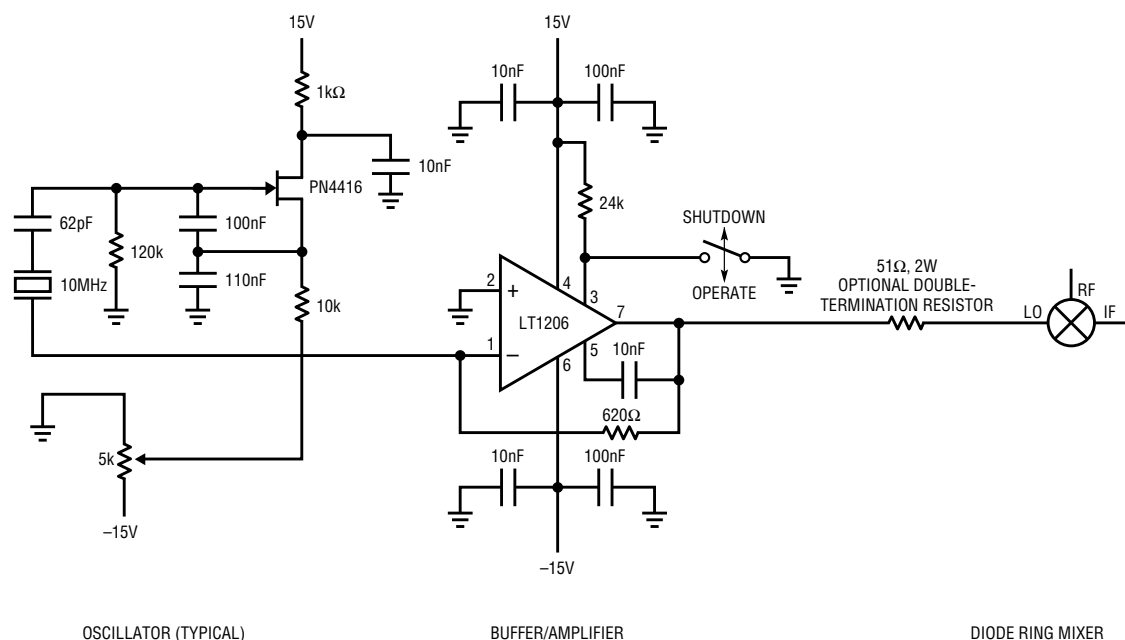 15V
1kΩ
10nF
PN4416
62pF
120k
100nF
110nF
10MHz
10k
5k
–15V
15V
10nF
100nF
24k
SHUTDOWN
OPERATE
2
+
4
3
LT1206
7
1
–
5
6
10nF
620Ω
10nF
100nF
–15V
51Ω, 2W
OPTIONAL DOUBLE-
TERMINATION RESISTOR
LO
RF
IF
OSCILLATOR (TYPICAL)
BUFFER/AMPLIFIER
DIODE RING MIXER